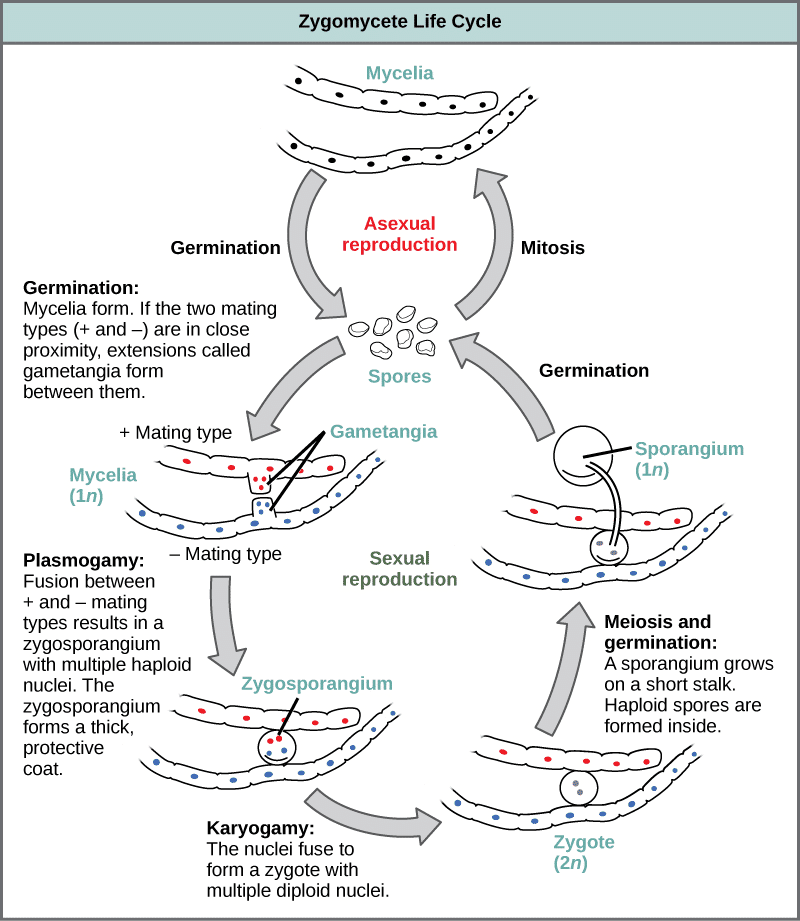 Zygomycete Life Cycle
Mycelia
Asexual
reproduction
Germination
Mitosis
Germination:
Mycelia form. If the two mating
types (+ and –) are in close
proximity, extensions called
gametangia form
between them.
Spores
Germination
+ Mating type
Gametangia
Mycelia
(1n)
– Mating type
Sporangium
(1n)
Sexual
reproduction
Plasmogamy:
Fusion between
+ and – mating
types results in a
zygosporangium
with multiple haploid
nuclei. The
zygosporangium
forms a thick,
protective
coat.
Zygosporangium
Meiosis and
germination:
A sporangium grows
on a short stalk.
Haploid spores are
formed inside.
Karyogamy:
The nuclei fuse to
form a zygote with
multiple diploid nuclei.
Zygote
(2n)